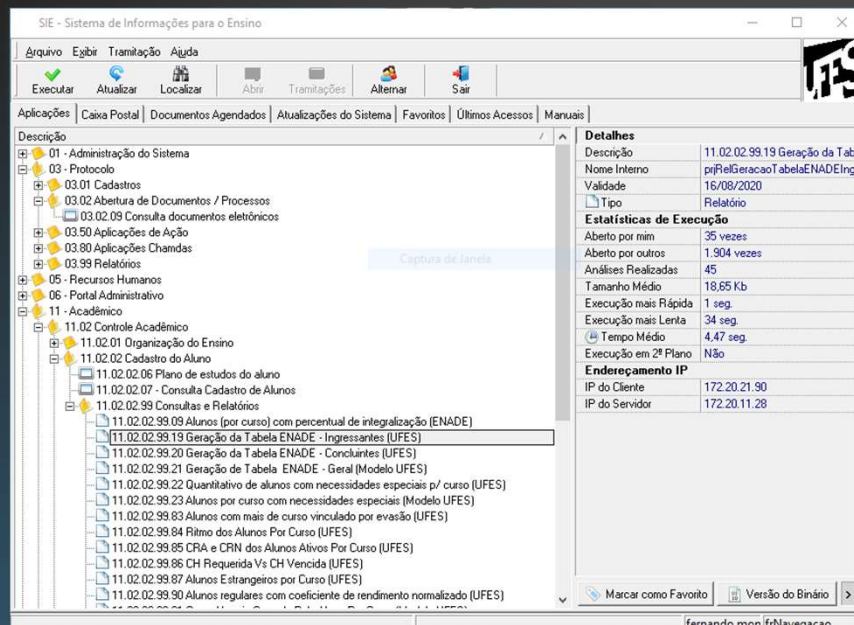 SIE - Sistema de Informações para o Ensino
Arquivo Exibir Tramitação Ajuda
Executar Atualizar Localizar Abrir Tramitações Alternar Sair
UFES
Aplicações Caixa Postal Documentos Agendados Atualizações do Sistema Favoritos Últimos Acessos Manuais
Descrição
01 - Administração do Sistema
03 - Protocolo
03.01 Cadastros
03.02 Abertura de Documentos / Processos
03.02.09 Consulta documentos eletrônicos
03.50 Aplicações de Ação
03.80 Aplicações Chamdas
03.99 Relatórios
05 - Recursos Humanos
06 - Portal Administrativo
11 - Acadêmico
11.02 Controle Acadêmico
11.02.01 Organização do Ensino
11.02.02 Cadastro do Aluno
11.02.02.06 Plano de estudos do aluno
11.02.02.07 - Consulta Cadastro de Alunos
11.02.02.99 Consultas e Relatórios
11.02.02.99.09 Alunos (por curso) com percentual de integralização (ENADE)
11.02.02.99.19 Geração da Tabela ENADE - Ingressantes (UFES)
11.02.02.99.20 Geração da Tabela ENADE - Concluintes (UFES)
11.02.02.99.21 Geração de Tabela ENADE - Geral (Modelo UFES)
11.02.02.99.22 Quantitativo de alunos com necessidades especiais p/ curso (UFES)
11.02.02.99.23 Alunos por curso com necessidades especiais (Modelo UFES)
11.02.02.99.83 Alunos com mais de curso vinculado por evasão (UFES)
11.02.02.99.84 Ritmo dos Alunos Por Curso (UFES)
11.02.02.99.85 CRA e CRN dos Alunos Ativos Por Curso (UFES)
11.02.02.99.86 CH Requerida Vs CH Vencida (UFES)
11.02.02.99.87 Alunos Estrangeiros por Curso (UFES)
11.02.02.99.90 Alunos regulares com coeficiente de rendimento normalizado (UFES)
Captura de Janela
Detalhes
Descrição 11.02.02.99.19 Geração da Tab
Nome Interno prjRelGeracaoTabelaENADEIng
Validade 16/08/2020
Tipo Relatório
Estatísticas de Execução
Aberto por mim 35 vezes
Aberto por outros 1.904 vezes
Análises Realizadas 45
Tamanho Médio 18,65 Kb
Execução mais Rápida 1 seg.
Execução mais Lenta 34 seg.
Tempo Médio 4,47 seg.
Execução em 2º Plano Não
Endereçamento IP
IP do Cliente 172.20.21.90
IP do Servidor 172.20.11.28
Marcar como Favorito Versão do Binário
fernando mon frNavegacao